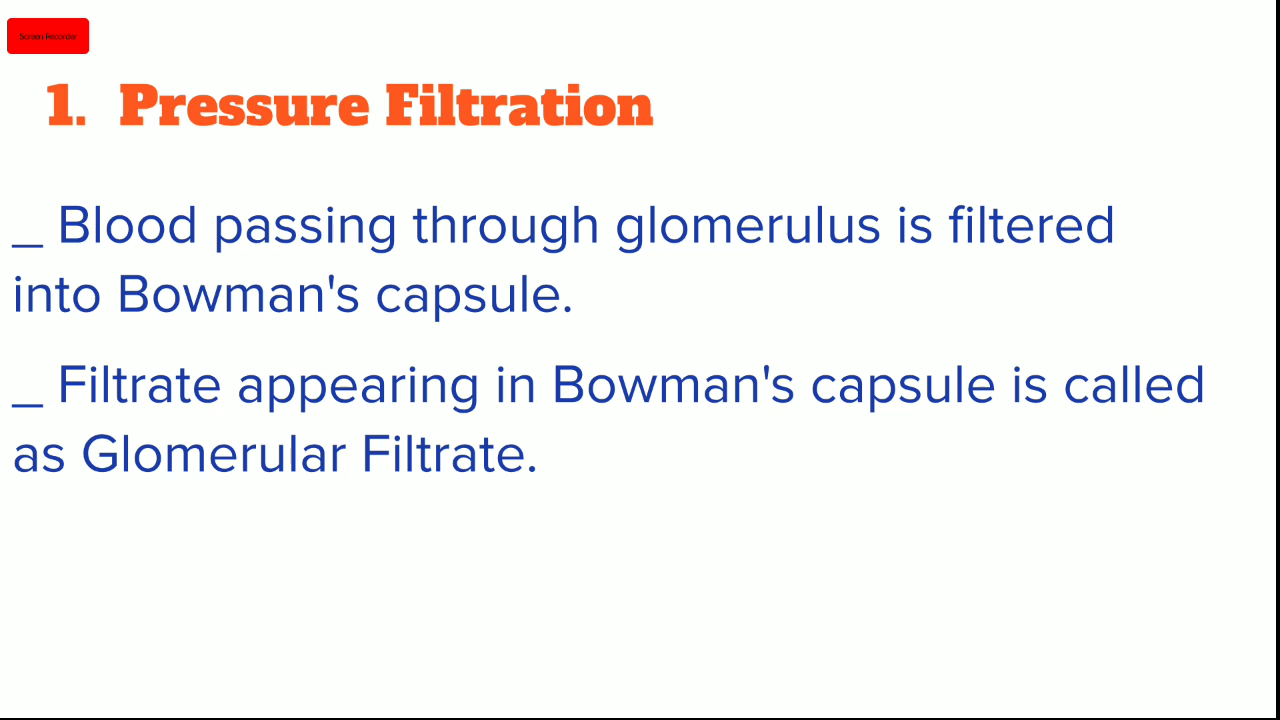 Screen Recorder
1. Pressure Filtration
_ Blood passing through glomerulus is filtered
into Bowman's capsule.
_ Filtrate appearing in Bowman's capsule is called
as Glomerular Filtrate.